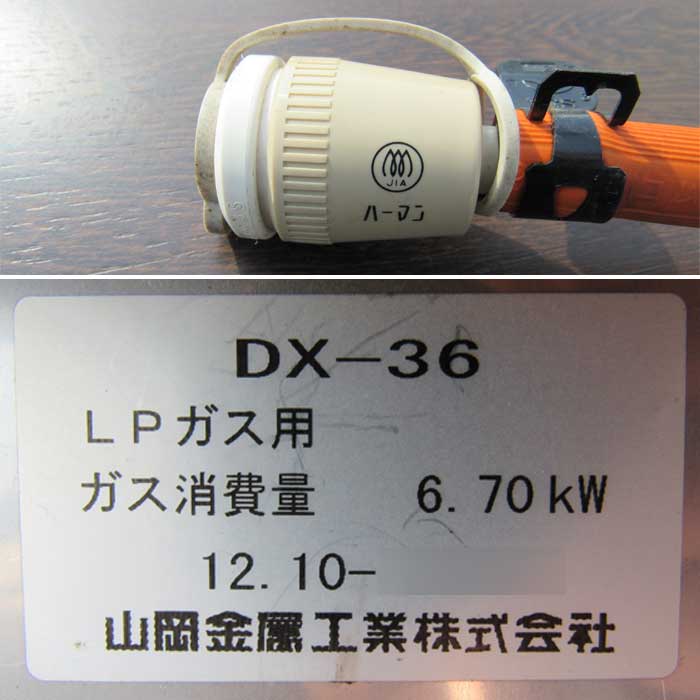 JIA
ハーマン
DX-36
LPガス用
ガス消費量 6.70kW
12.10-
山岡金属工業株式会社